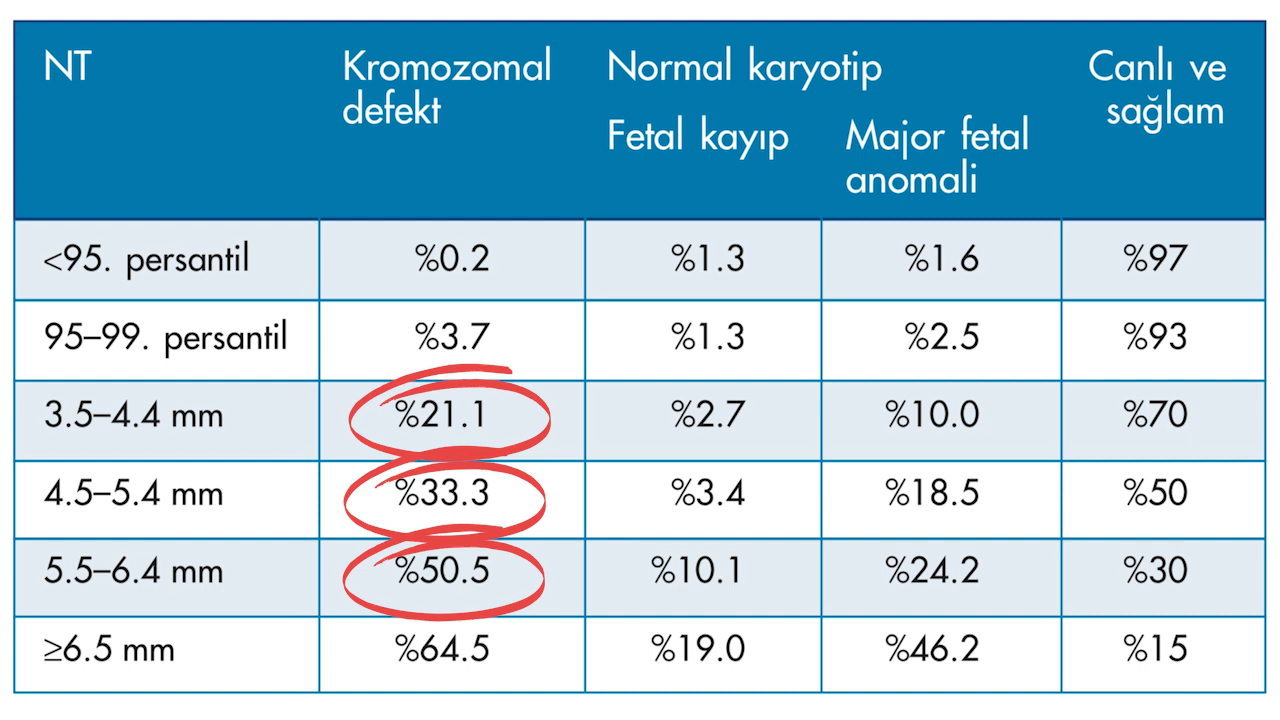 NT Kromozomal defekt Normal karyotip Canlı ve sağlam
Fetal kayıp Major fetal anomali
<95. persantil %0.2 %1.3 %1.6 %97
95–99. persantil %3.7 %1.3 %2.5 %93
3.5–4.4 mm %21.1 %2.7 %10.0 %70
4.5–5.4 mm %33.3 %3.4 %18.5 %50
5.5–6.4 mm %50.5 %10.1 %24.2 %30
≥6.5 mm %64.5 %19.0 %46.2 %15